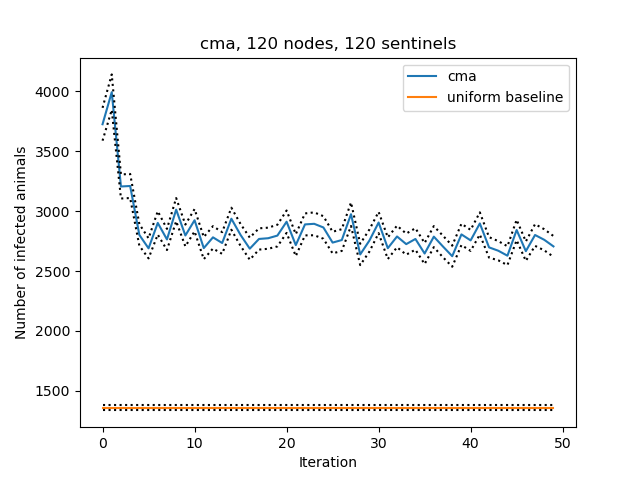 cma, 120 nodes, 120 sentinels
cma
uniform baseline
Number of infected animals
4000
3500
3000
2500
2000
1500
0 10 20 30 40 50
Iteration